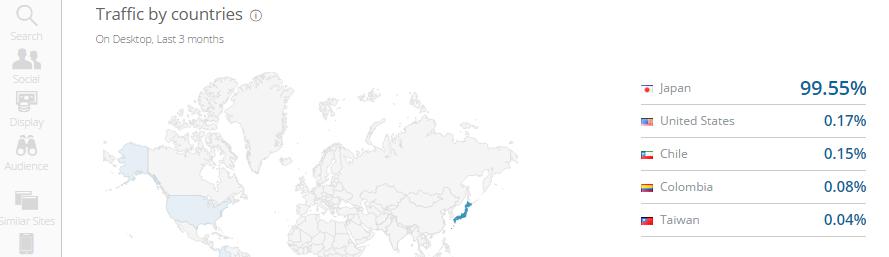 Search
Social
Display
Audience
Similar Sites
Traffic by countries
On Desktop, Last 3 months
Japan 99.55%
United States 0.17%
Chile 0.15%
Colombia 0.08%
Taiwan 0.04%